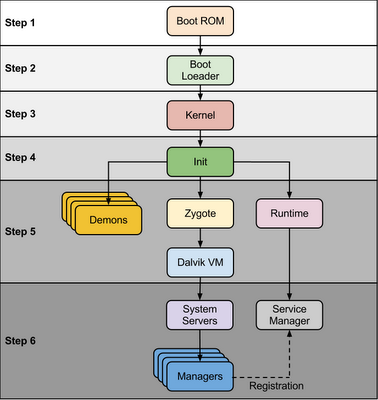 Step 1
Boot ROM
Step 2
Boot
Loeader
Step 3
Kernel
Step 4
Init
Step 5
Demons
Zygote
Runtime
Dalvik VM
Step 6
System
Servers
Service
Manager
Managers
Registration